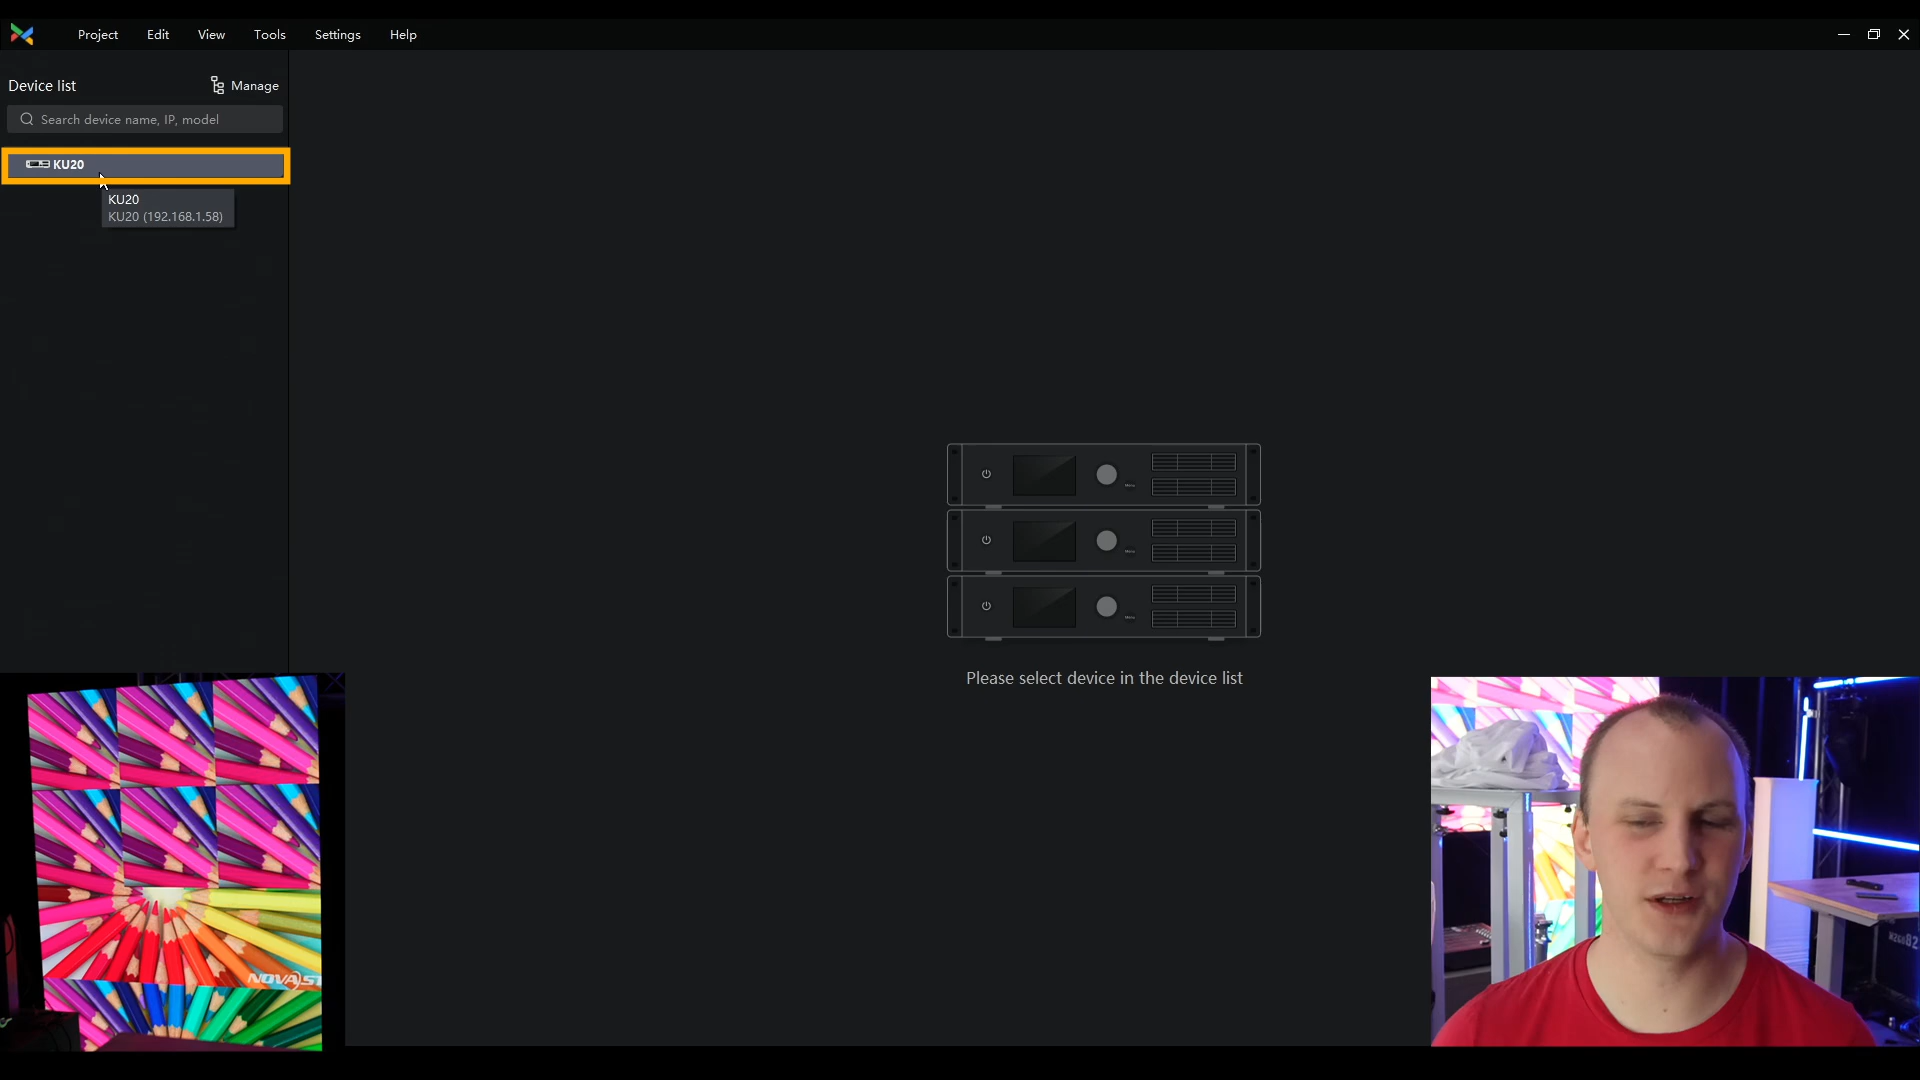 Project Edit View Tools Settings Help
Device list
Manage
Search device name, IP, model
KU20
KU20
KU20 (192.168.1.58)
Please select device in the device list
NOVAST